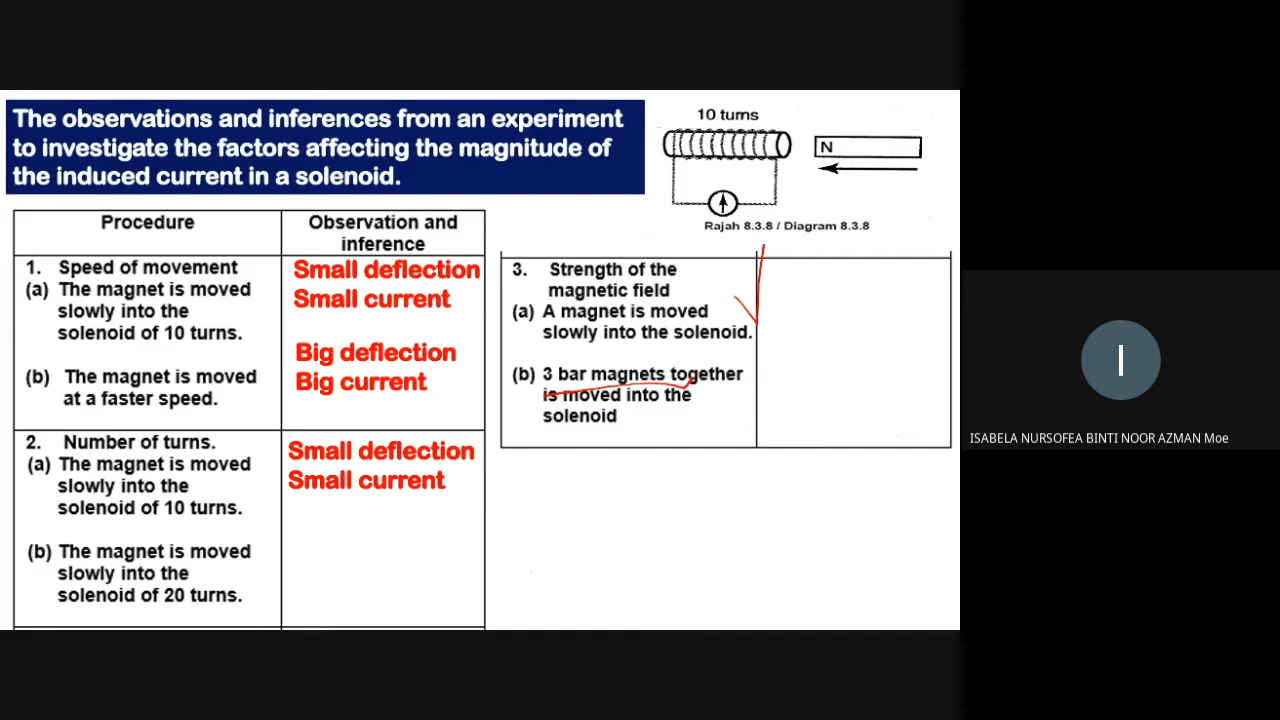 The observations and inferences from an experiment
to investigate the factors affecting the magnitude of
the induced current in a solenoid.
10 turns
N
Rajah 8.3.8 / Diagram 8.3.8
Procedure
Observation and
inference
1. Speed of movement
(a) The magnet is moved
slowly into the
solenoid of 10 turns.
(b) The magnet is moved
at a faster speed.
Small deflection
Small current
Big deflection
Big current
2. Number of turns.
(a) The magnet is moved
slowly into the
solenoid of 10 turns.
(b) The magnet is moved
slowly into the
solenoid of 20 turns.
Small deflection
Small current
3. Strength of the
magnetic field
(a) A magnet is moved
slowly into the solenoid.
(b) 3 bar magnets together
is moved into the
solenoid
I
ISABELA NURSOFEA BINTI NOOR AZMAN Moe